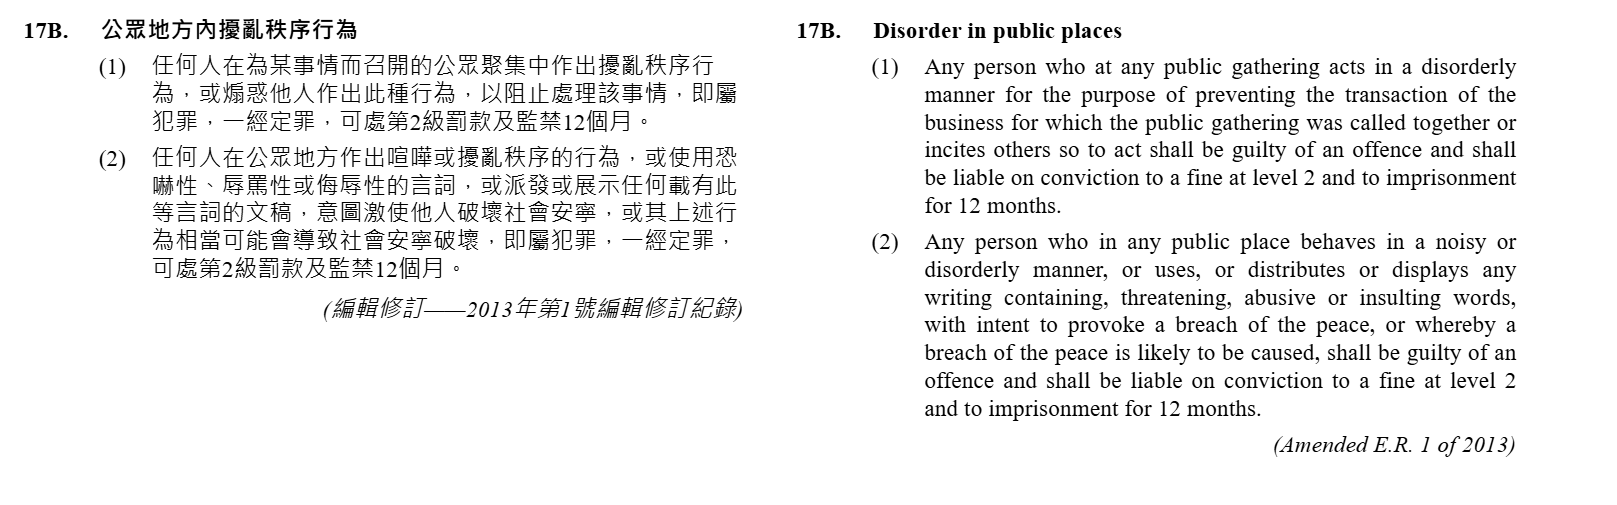 17B. 公眾地方內擾亂秩序行為
(1) 任何人在為某事情而召開的公眾聚集中作出擾亂秩序行
為，或煽惑他人作出此種行為，以阻止處理該事情，即屬
犯罪，一經定罪，可處第2級罰款及監禁12個月。
(2) 任何人在公眾地方作出喧嘩或擾亂秩序的行為，或使用恐
嚇性、辱罵性或侮辱性的言詞，或派發或展示任何載有此
等言詞的文稿，意圖激使他人破壞社會安寧，或其上述行
為相當可能會導致社會安寧破壞，即屬犯罪，一經定罪，
可處第2級罰款及監禁12個月。
(編輯修訂——2013年第1號編輯修訂紀錄)
17B. Disorder in public places
(1) Any person who at any public gathering acts in a disorderly
manner for the purpose of preventing the transaction of the
business for which the public gathering was called together or
incites others so to act shall be guilty of an offence and shall
be liable on conviction to a fine at level 2 and to imprisonment
for 12 months.
(2) Any person who in any public place behaves in a noisy or
disorderly manner, or uses, or distributes or displays any
writing containing, threatening, abusive or insulting words,
with intent to provoke a breach of the peace, or whereby a
breach of the peace is likely to be caused, shall be guilty of an
offence and shall be liable on conviction to a fine at level 2
and to imprisonment for 12 months.
(Amended E.R. 1 of 2013)